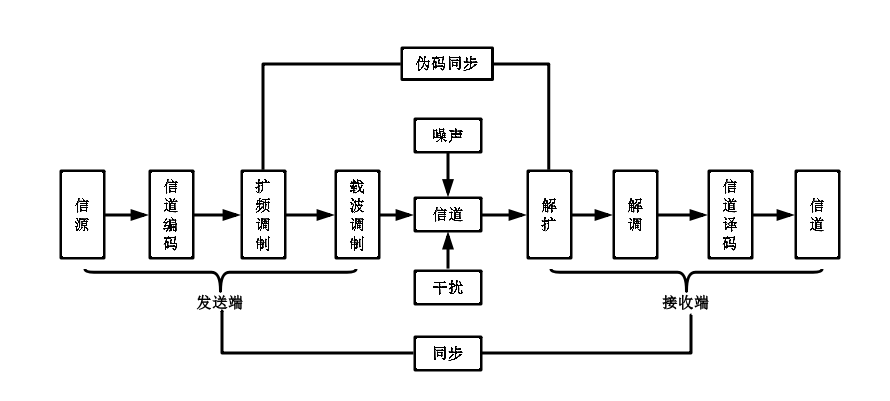 伪码同步
噪声
信源
信道编码
扩频调制
载波调制
信道
解扩
解调
信道译码
信道
干扰
发送端
接收端
同步